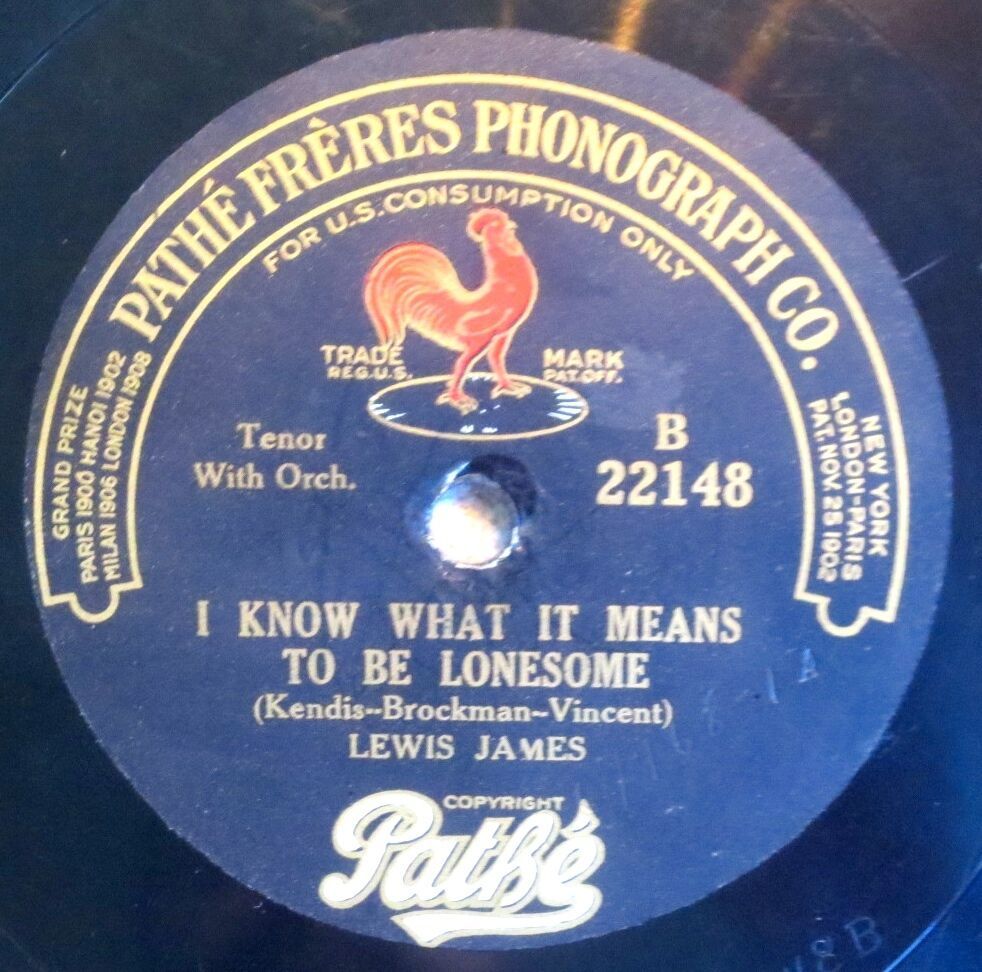 PATHÉ FRÈRES PHONOGRAPH CO.
FOR U.S. CONSUMPTION ONLY
GRAND PRIZE
PARIS 1900 HANOI 1902
MILAN 1906 LONDON 1908
NEW YORK
LONDON-PARIS
PAT. NOV. 25 1902
TRADE MARK
REG. U.S. PAT. OFF.
Tenor
With Orch.
B
22148
I KNOW WHAT IT MEANS
TO BE LONESOME
(Kendis--Brockman~Vincent)
LEWIS JAMES
COPYRIGHT
Pathé